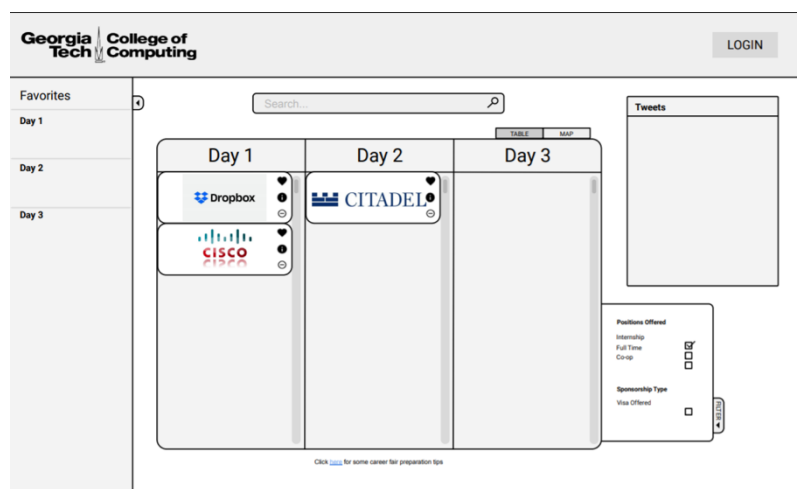 Georgia College of
Tech Computing
LOGIN
Favorites
Day 1
Day 2
Day 3
Search...
TABLE MAP
Day 1 Day 2 Day 3
Dropbox
CITADEL
CISCO
Tweets
Positions Offered
Internship
Full Time
Co-op
Sponsorship Type
Visa Offered
FILTER
Click here for some career fair preparation tips